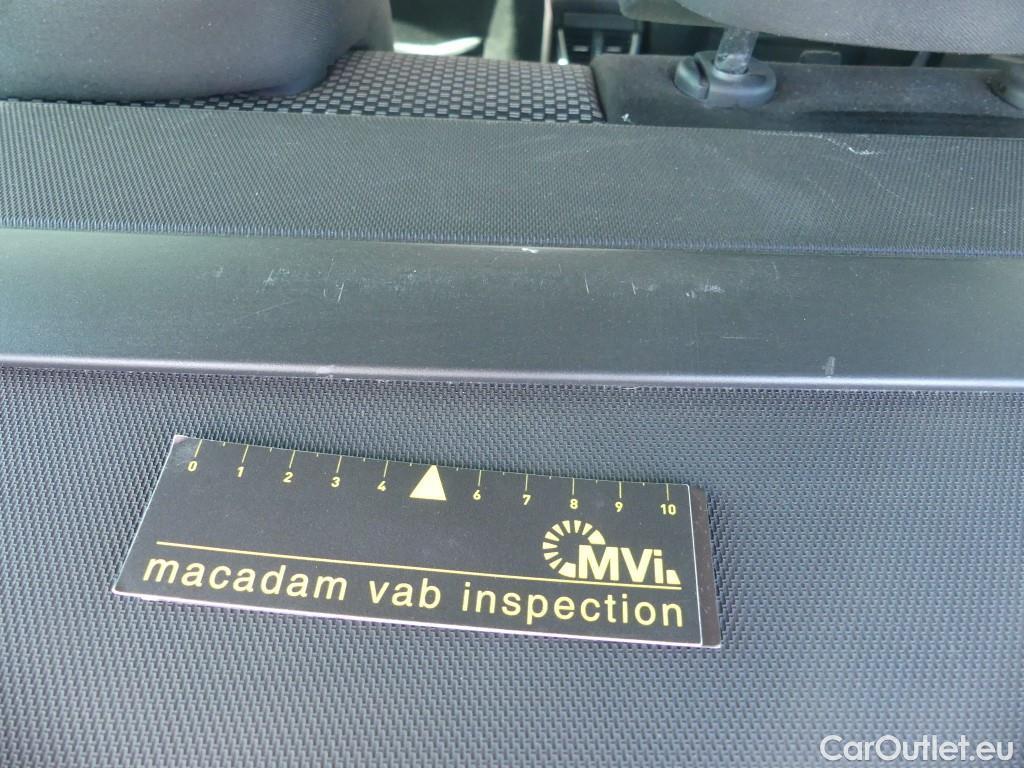 0 1 2 3 4 6 7 8 9 10
MVi
macadam vab inspection
CarOutlet.eu